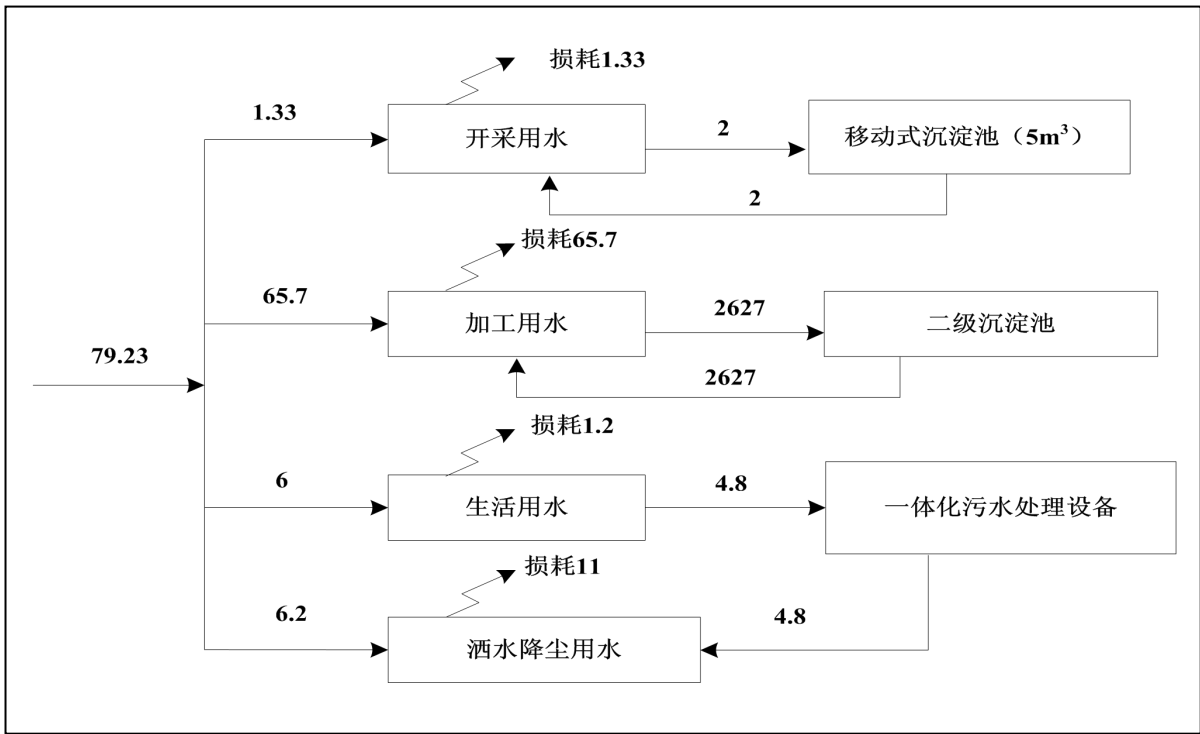 损耗1.33
1.33
开采用水
2
移动式沉淀池（5m³）
2
损耗65.7
65.7
加工用水
2627
二级沉淀池
79.23
2627
损耗1.2
6
生活用水
4.8
一体化污水处理设备
损耗11
6.2
洒水降尘用水
4.8